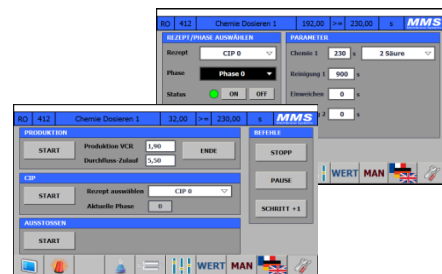 RO 412 Chemie Dosieren 1 192,00 >= 230,00 s MMS
REZEPT/PHASE AUSWÄHLEN PARAMETER
Rezept CIP 0 Chemie 1 230 s 2 Säure
Phase Phase 0 Reinigung 1 900 s
Status ON OFF Einweichen 0 s
2 0 s
WERT MAN
RO 412 Chemie Dosieren 1 32,00 >= 230,00 s MMS
PRODUKTION BEFEHLE
START Produktion VCR 1,90 ENDE STOPP
Durchfluss-Zulauf 5,50
CIP PAUSE
START Rezept auswählen CIP 0
Aktuelle Phase 0 SCHRITT +1
AUSSTOSSEN
START
WERT MAN